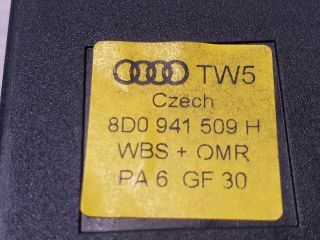 TW5
Czech
8D0 941 509 H
WBS + OMR
PA 6 GF 30